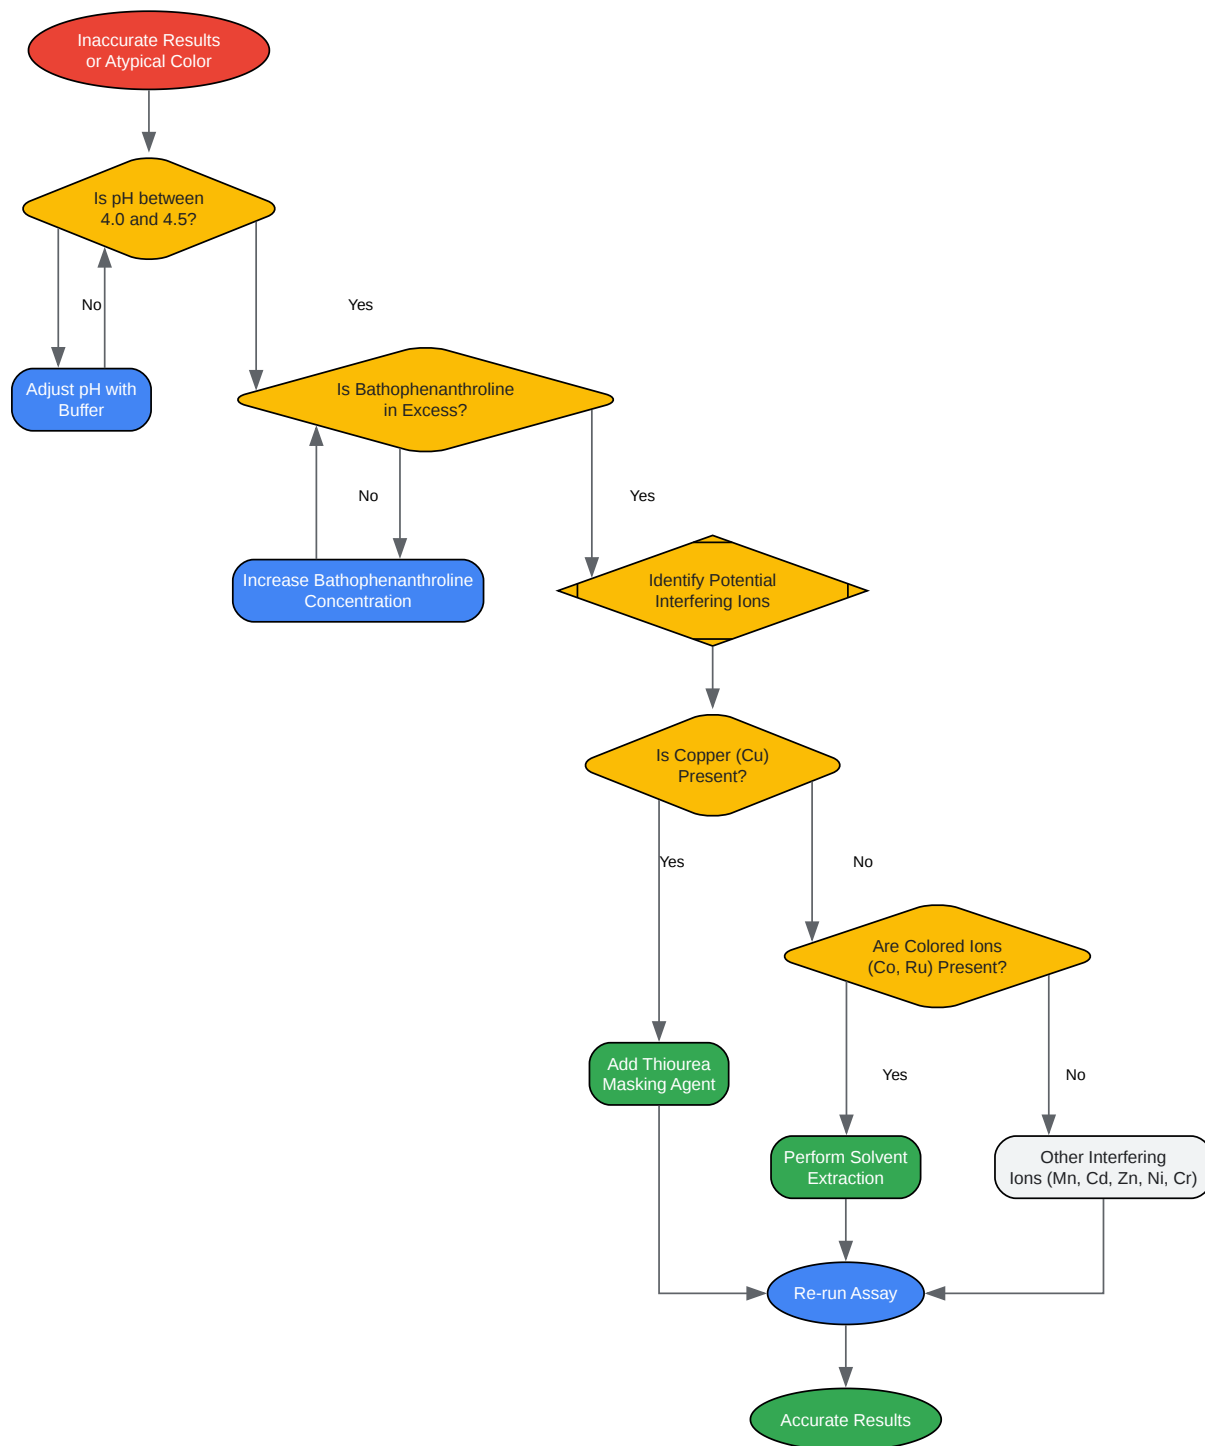 Inaccurate Results
or Atypical Color
Is pH between
4.0 and 4.5?
No
Yes
Adjust pH with
Buffer
Is Bathophenanthroline
in Excess?
No
Yes
Increase Bathophenanthroline
Concentration
Identify Potential
Interfering Ions
Is Copper (Cu)
Present?
Yes
No
Are Colored Ions
(Co, Ru) Present?
Add Thiourea
Masking Agent
Yes
No
Perform Solvent
Extraction
Other Interfering
Ions (Mn, Cd, Zn, Ni, Cr)
Re-run Assay
Accurate Results